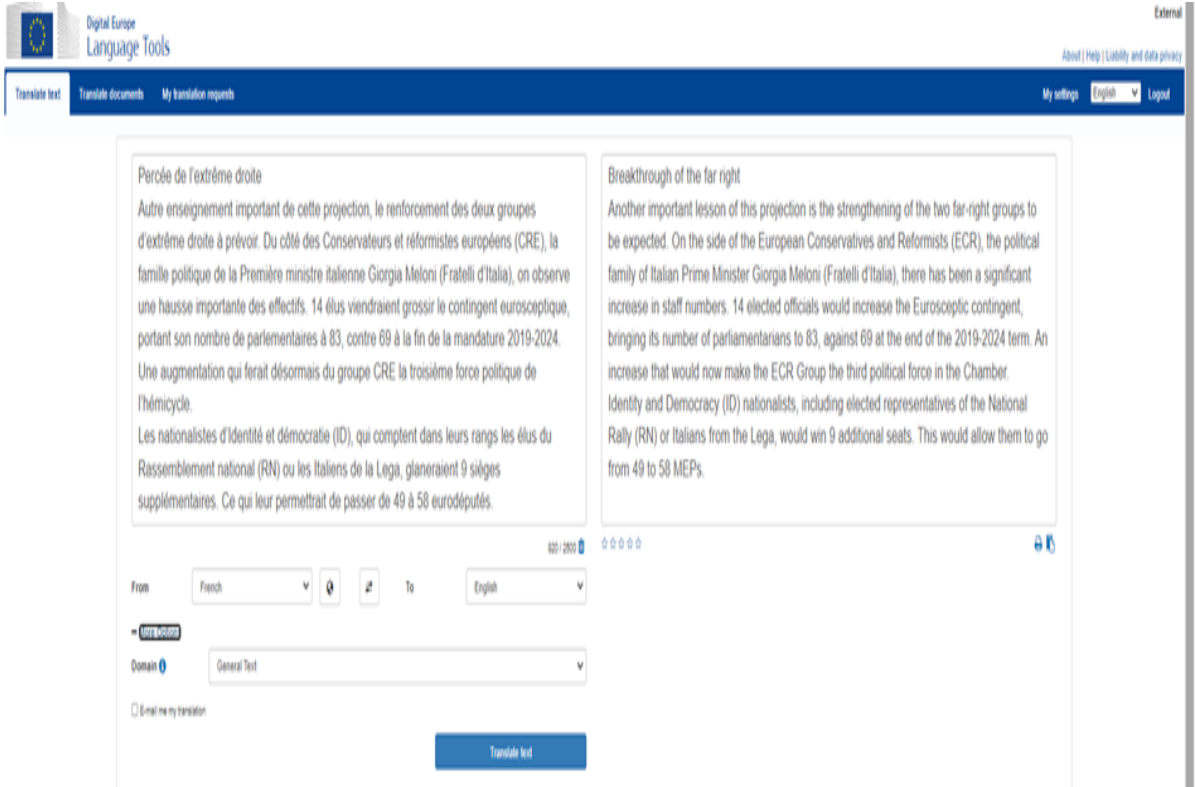 External
Digital Europe
Language Tools
About | Help | Liability and data privacy
Translate text Translate documents My translation requests My settings English Logout
Percée de l'extrême droite
Autre enseignement important de cette projection, le renforcement des deux groupes
d'extrême droite à prévoir. Du côté des Conservateurs et réformistes européens (CRE), la
famille politique de la Première ministre italienne Giorgia Meloni (Fratelli d'Italia), on observe
une hausse importante des effectifs. 14 élus viendraient grossir le contingent eurosceptique,
portant son nombre de parlementaires à 83, contre 69 à la fin de la mandature 2019-2024.
Une augmentation qui ferait désormais du groupe CRE la troisième force politique de
l'hémicycle.
Les nationalistes d'Identité et démocratie (ID), qui comptent dans leurs rangs les élus du
Rassemblement national (RN) ou les Italiens de la Lega, glaneraient 9 sièges
supplémentaires. Ce qui leur permettrait de passer de 49 à 58 eurodéputés.
Breakthrough of the far right
Another important lesson of this projection is the strengthening of the two far-right groups to
be expected. On the side of the European Conservatives and Reformists (ECR), the political
family of Italian Prime Minister Giorgia Meloni (Fratelli d'Italia), there has been a significant
increase in staff numbers. 14 elected officials would increase the Eurosceptic contingent,
bringing its number of parliamentarians to 83, against 69 at the end of the 2019-2024 term. An
increase that would now make the ECR Group the third political force in the Chamber.
Identity and Democracy (ID) nationalists, including elected representatives of the National
Rally (RN) or Italians from the Lega, would win 9 additional seats. This would allow them to go
from 49 to 58 MEPs.
/ 2500
From French To English
More Options
Domain General Text
E-mail me my translation
Translate text